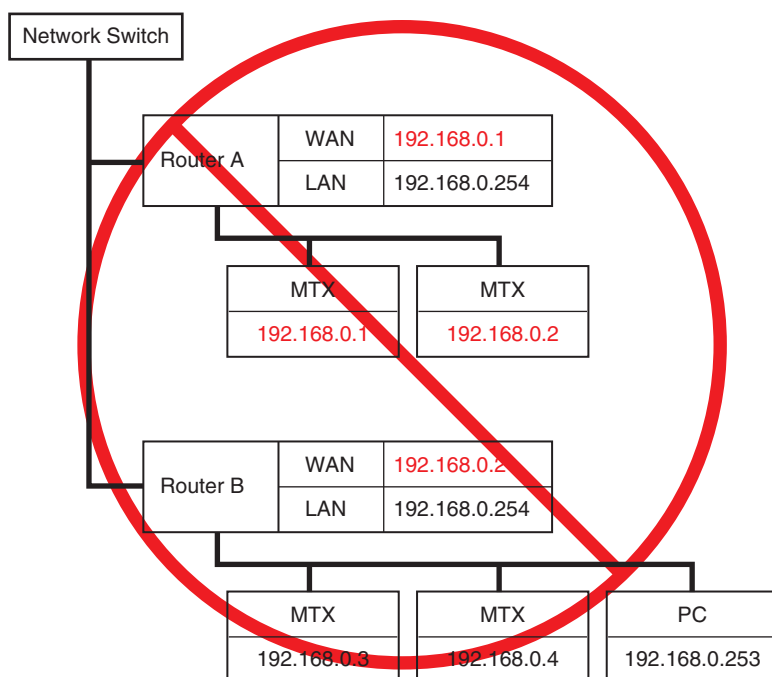 Network Switch
Router A
WAN 192.168.0.1
LAN 192.168.0.254
MTX MTX
192.168.0.1 192.168.0.2
Router B
WAN 192.168.0.2
LAN 192.168.0.254
MTX MTX PC
192.168.0.3 192.168.0.4 192.168.0.253